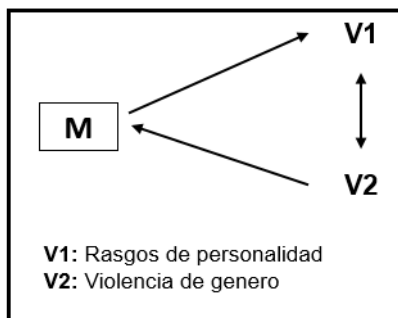 V1
M
V2
V1: Rasgos de personalidad
V2: Violencia de genero